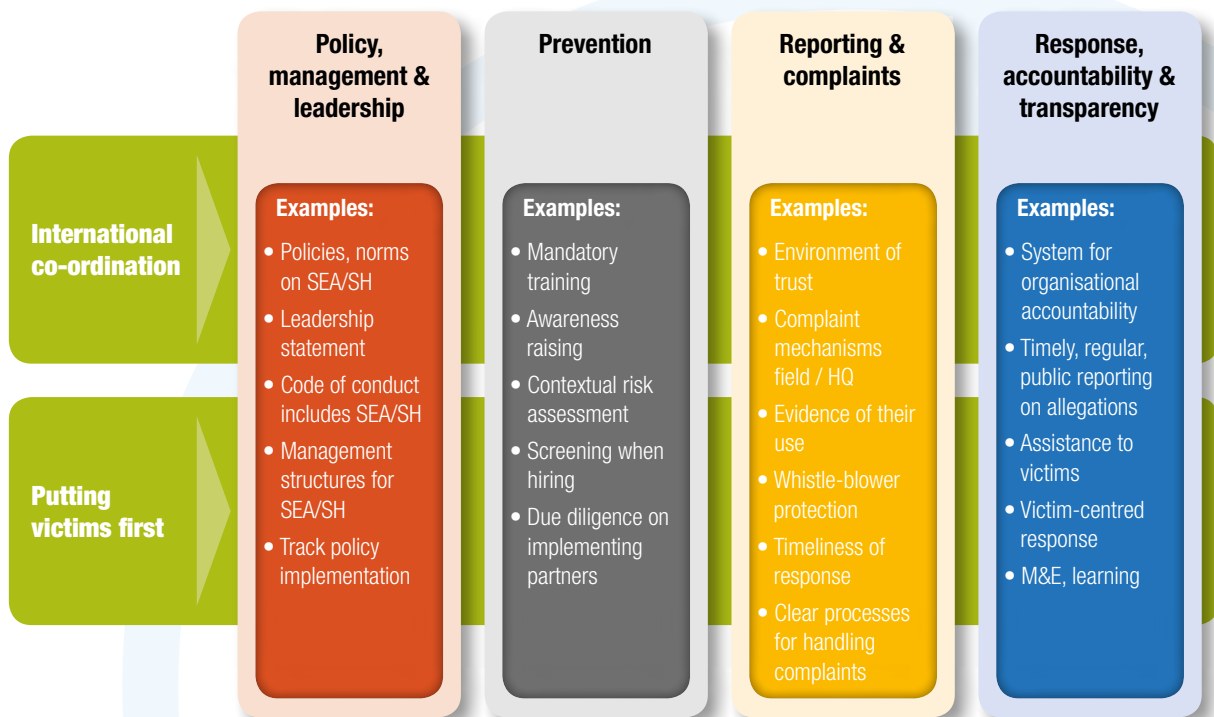 Policy,
management &
leadership
Prevention
Reporting &
complaints
Response,
accountability &
transparency
International
co-ordination
Putting
victims first
Examples:
• Policies, norms
on SEA/SH
• Leadership
statement
• Code of conduct
includes SEA/SH
• Management
structures for
SEA/SH
• Track policy
implementation
Examples:
• Mandatory
training
• Awareness
raising
• Contextual risk
assessment
• Screening when
hiring
• Due diligence on
implementing
partners
Examples:
• Environment of
trust
• Complaint
mechanisms
field / HQ
• Evidence of their
use
• Whistle-blower
protection
• Timeliness of
response
• Clear processes
for handling
complaints
Examples:
• System for
organisational
accountability
• Timely, regular,
public reporting
on allegations
• Assistance to
victims
• Victim-centred
response
• M&E, learning